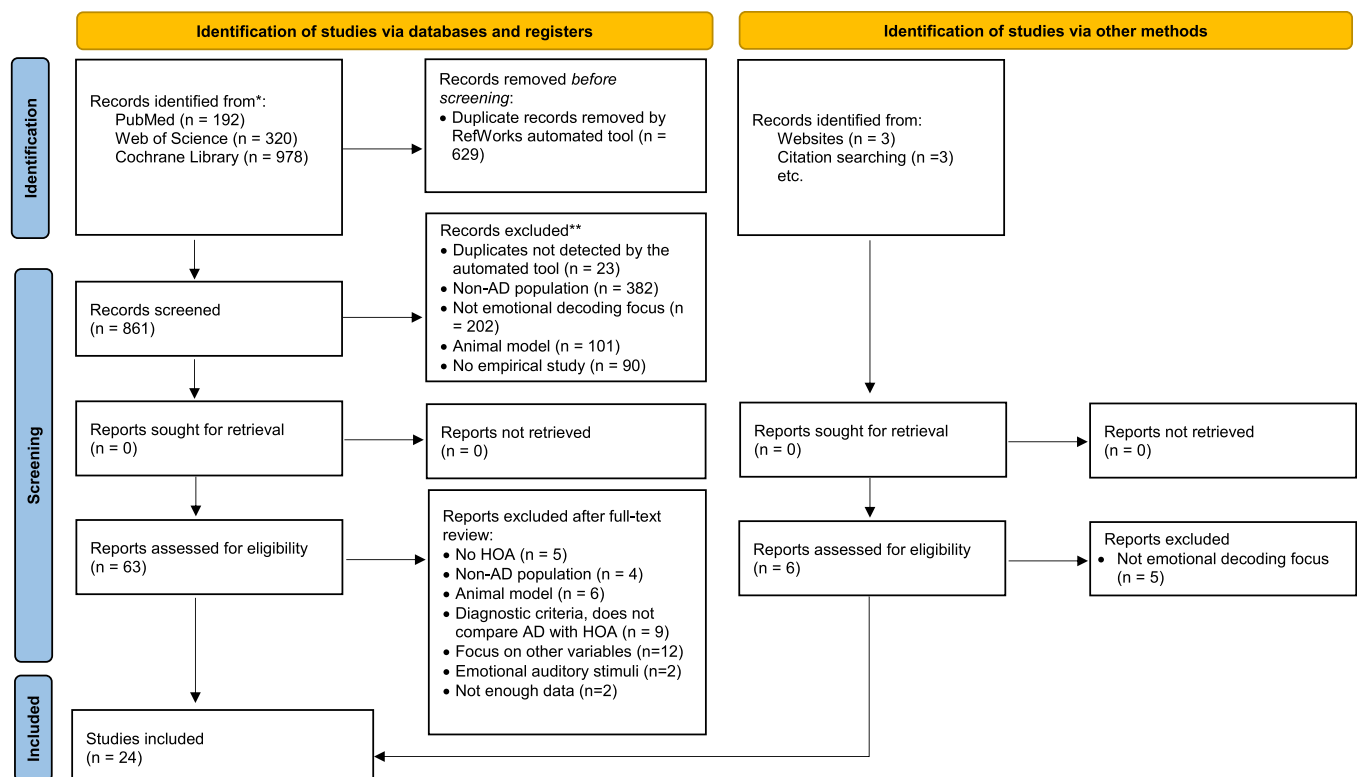 Identification of studies via databases and registers
Identification of studies via other methods
Identification
Records identified from*:
PubMed (n = 192)
Web of Science (n = 320)
Cochrane Library (n = 978)
Records removed before
screening:
• Duplicate records removed by
RefWorks automated tool (n =
629)
Records identified from:
Websites (n = 3)
Citation searching (n =3)
etc.
Screening
Records screened
(n = 861)
Records excluded**
• Duplicates not detected by the
automated tool (n = 23)
• Non-AD population (n = 382)
• Not emotional decoding focus (n
= 202)
• Animal model (n = 101)
• No empirical study (n = 90)
Reports sought for retrieval
(n = 0)
Reports not retrieved
(n = 0)
Reports sought for retrieval
(n = 0)
Reports not retrieved
(n = 0)
Reports assessed for eligibility
(n = 63)
Reports excluded after full-text
review:
• No HOA (n = 5)
• Non-AD population (n = 4)
• Animal model (n = 6)
• Diagnostic criteria, does not
compare AD with HOA (n = 9)
• Focus on other variables (n=12)
• Emotional auditory stimuli (n=2)
• Not enough data (n=2)
Reports assessed for eligibility
(n = 6)
Reports excluded
• Not emotional decoding focus
(n = 5)
Included
Studies included
(n = 24)